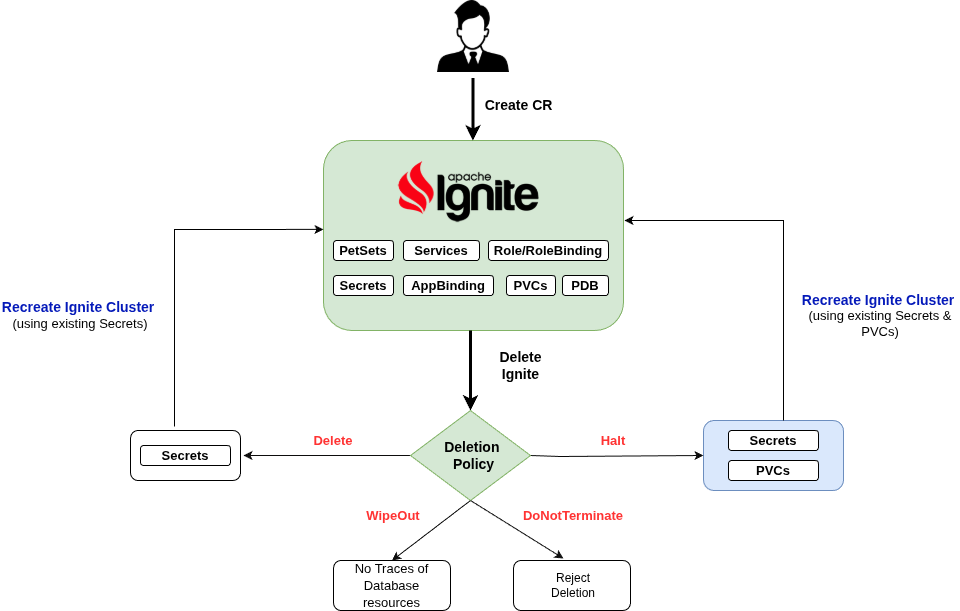 Create CR
apache
Ignite
PetSets
Services
Role/RoleBinding
Secrets
AppBinding
PVCs
PDB
Recreate Ignite Cluster
(using existing Secrets)
Recreate Ignite Cluster
(using existing Secrets &
PVCs)
Delete
Ignite
Deletion
Policy
Delete
Halt
Secrets
Secrets
PVCs
WipeOut
DoNotTerminate
No Traces of
Database
resources
Reject
Deletion